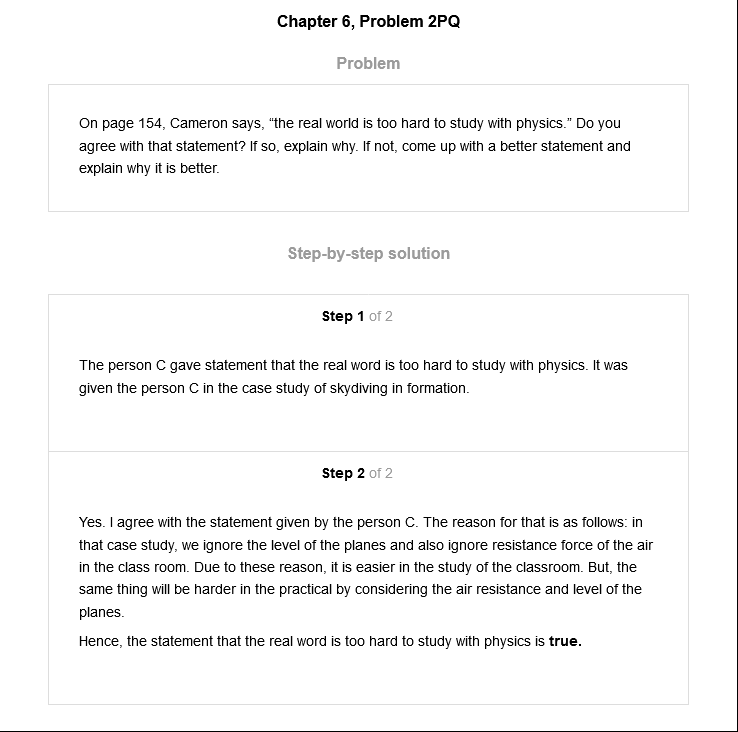 Chapter 6, Problem 2PQ
Problem
On page 154, Cameron says, “the real world is too hard to study with physics.” Do you
agree with that statement? If so, explain why. If not, come up with a better statement and
explain why it is better.
Step-by-step solution
Step 1 of 2
The person C gave statement that the real word is too hard to study with physics. It was
given the person C in the case study of skydiving in formation.
Step 2 of 2
Yes. I agree with the statement given by the person C. The reason for that is as follows: in
that case study, we ignore the level of the planes and also ignore resistance force of the air
in the class room. Due to these reason, it is easier in the study of the classroom. But, the
same thing will be harder in the practical by considering the air resistance and level of the
planes.
Hence, the statement that the real word is too hard to study with physics is true.